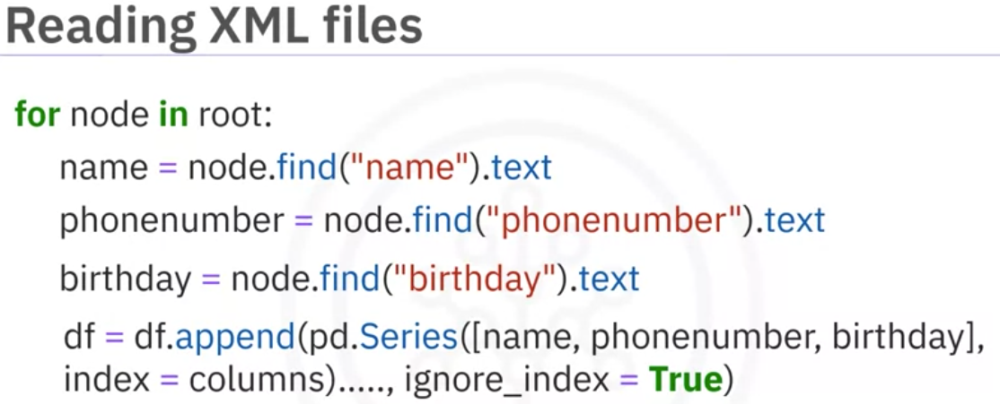 Reading XML files
for node in root:
name = node.find("name").text
phonenumber = node.find("phonenumber").text
birthday = node.find("birthday").text
df = df.append(pd.Series([name, phonenumber, birthday],
index = columns)....., ignore_index = True)